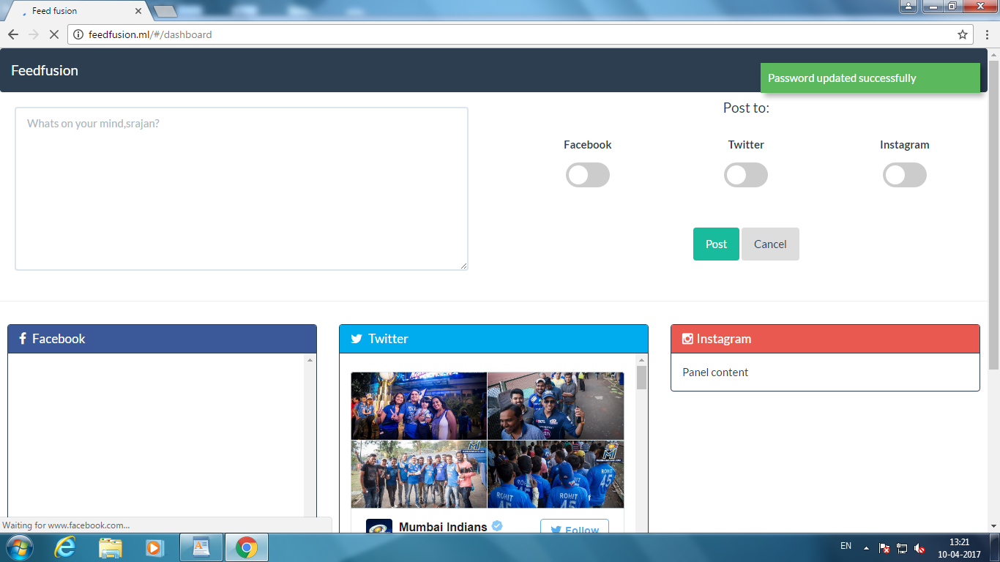 Feed fusion
feedfusion.ml/#/dashboard
Feedfusion
Password updated successfully
Whats on your mind,srajan?
Post to:
Facebook
Twitter
Instagram
Post
Cancel
Facebook
Twitter
Instagram
Panel content
ROHIT
45
ROHIT
45
ROHIT
45
Mumbai Indians
Follow
Waiting for www.facebook.com...
EN
13:21
10-04-2017